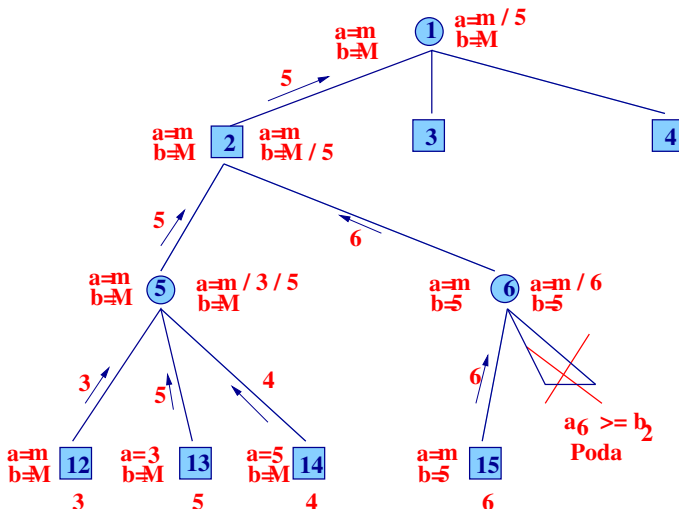 a=m
b=M
1
a=m / 5
b=M
5
a=m
b=M
2
a=m
b=M / 5
3
4
5
6
a=m
b=M
5
a=m / 3 / 5
b=M
a=m
b=5
6
a=m / 6
b=5
3
5
4
6
a6 >= b2
Poda
a=m
b=M
12
a=3
b=M
13
a=5
b=M
14
a=m
b=5
15
3
5
4
6